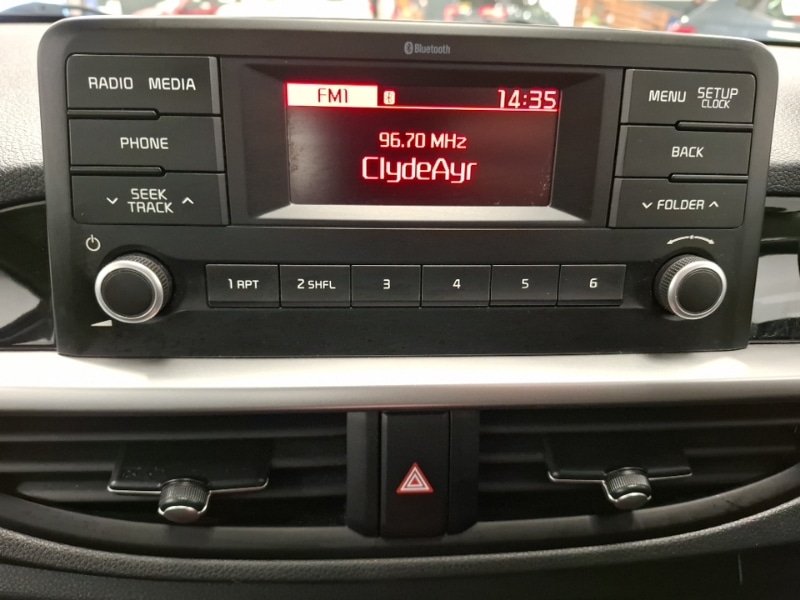 Bluetooth
RADIO MEDIA
PHONE
SEEK
TRACK
FM1 14:35
96.70 MHz
ClydeAyr
MENU SETUP
CLOCK
BACK
FOLDER
1 RPT 2 SHFL 3 4 5 6